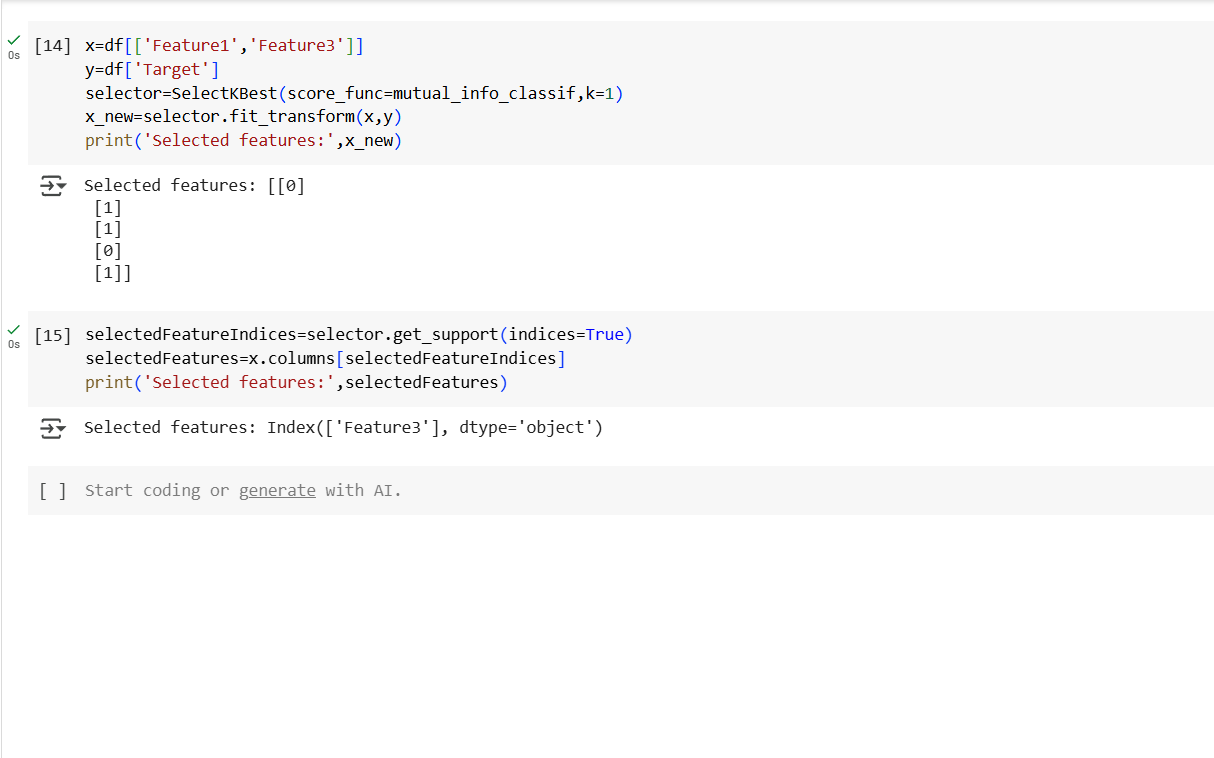 [14] x=df[['Feature1','Feature3']]
0s
y=df['Target']
selector=SelectKBest(score_func=mutual_info_classif,k=1)
x_new=selector.fit_transform(x,y)
print('Selected features:',x_new)
Selected features: [[0]
[1]
[1]
[0]
[1]]
[15] selectedFeatureIndices=selector.get_support(indices=True)
0s
selectedFeatures=x.columns[selectedFeatureIndices]
print('Selected features:',selectedFeatures)
Selected features: Index(['Feature3'], dtype='object')
[ ] Start coding or generate with AI.